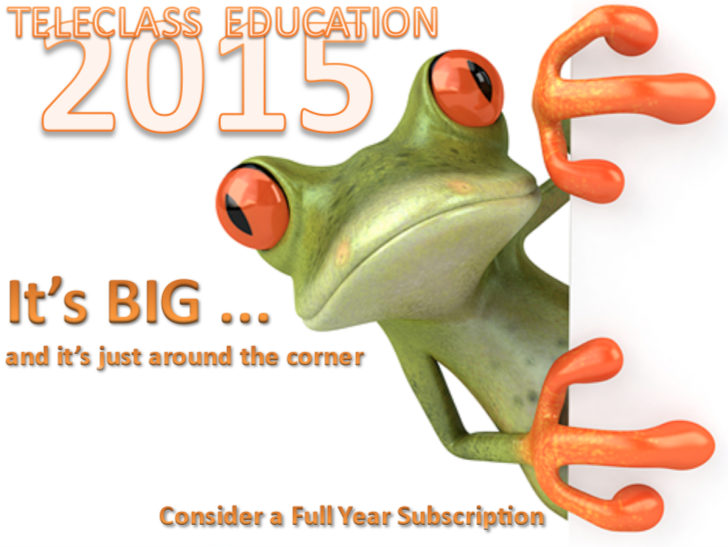 TELECLASS EDUCATION
2015
It's BIG ...
and it's just around the corner
Consider a Full Year Subscription